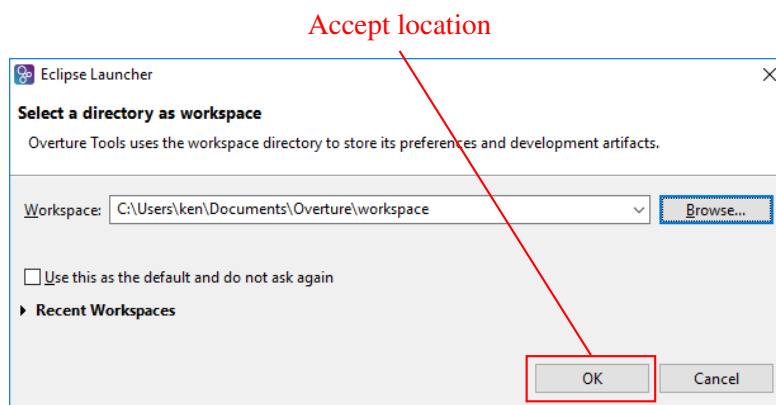 Accept location
Eclipse Launcher
Select a directory as workspace
Overture Tools uses the workspace directory to store its preferences and development artifacts.
Workspace: C:\Users\ken\Documents\Overture\workspace Browse...
Use this as the default and do not ask again
Recent Workspaces
OK Cancel